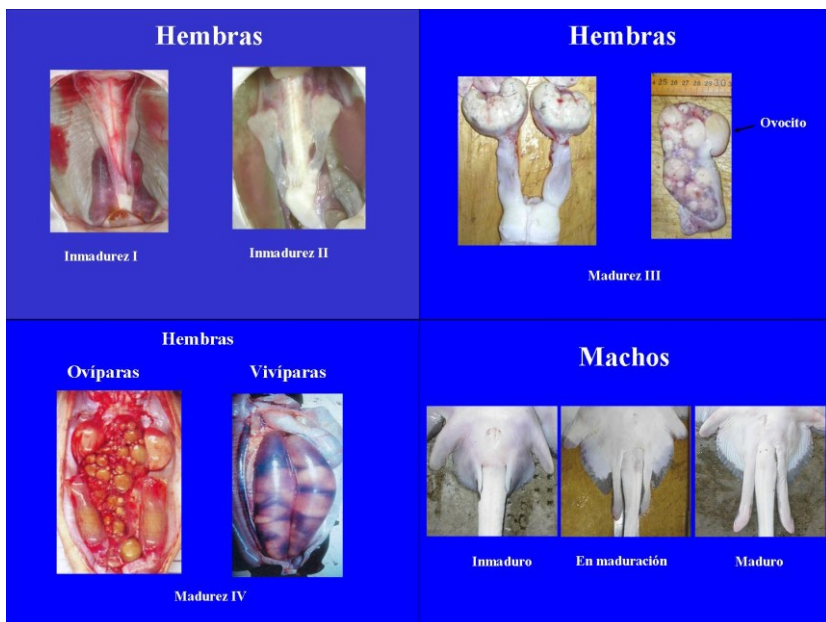 Hembras
Inmadurez I
Inmadurez II
Hembras
Ovocito
Madurez III
Hembras
Ovíparas
Vivíparas
Madurez IV
Machos
Inmaduro
En maduración
Maduro